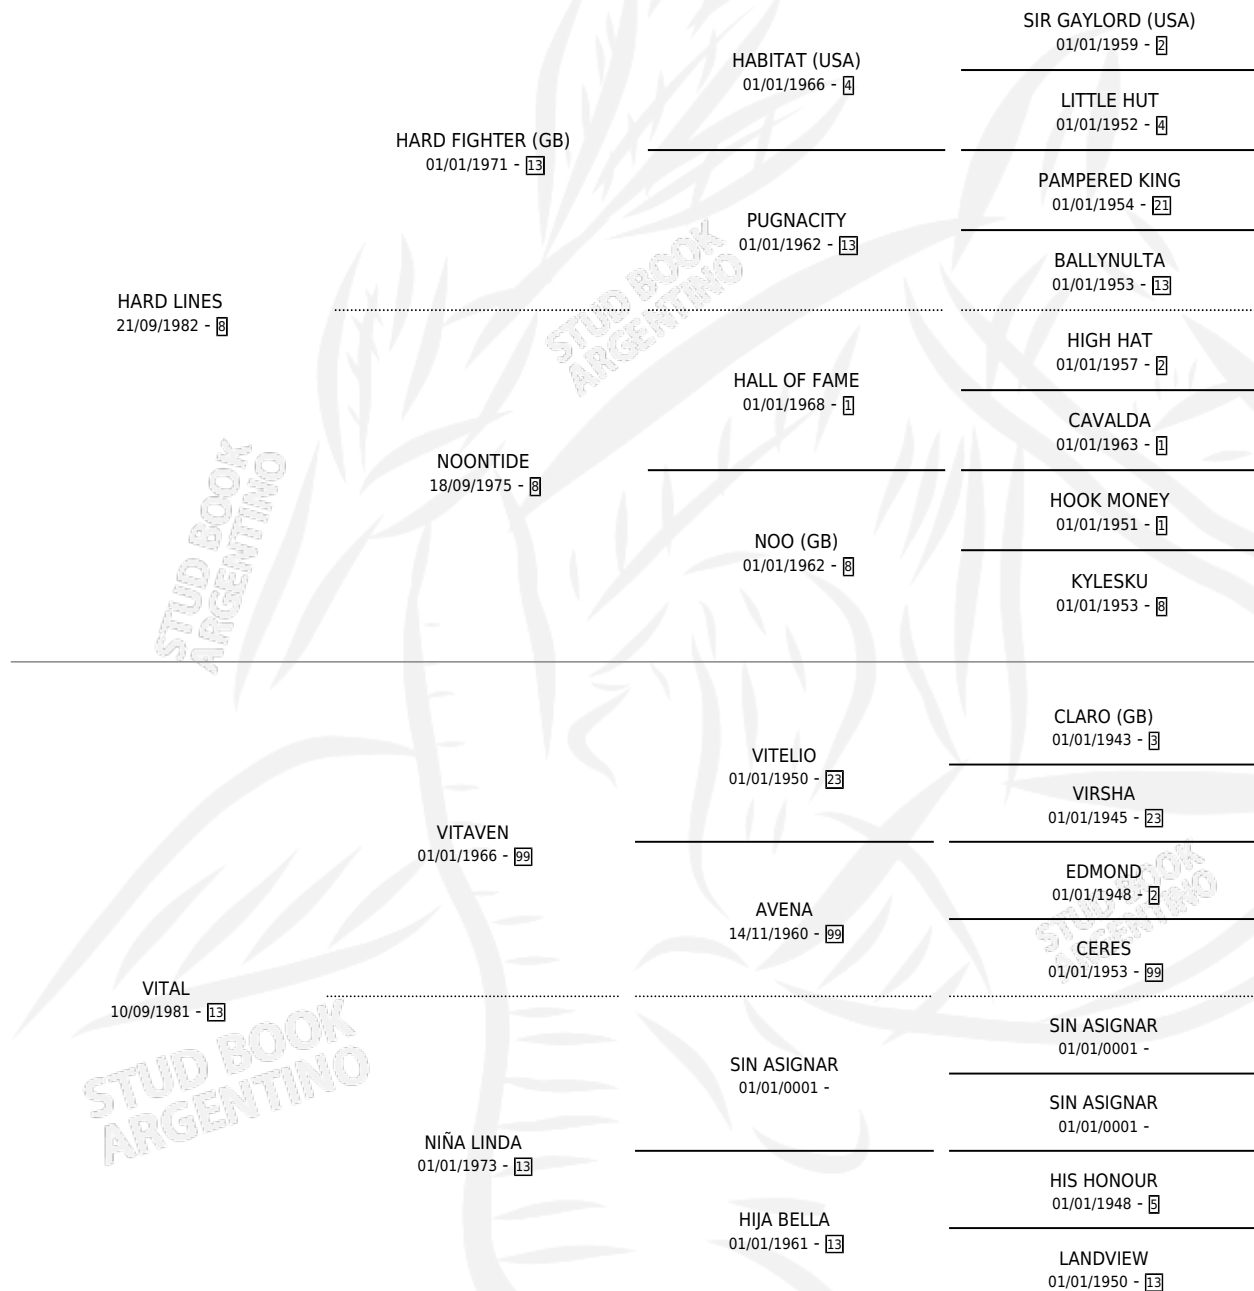 SIR GAYLORD (USA)
01/01/1959 - 2
HABITAT (USA)
01/01/1966 - 4
LITTLE HUT
01/01/1952 - 4
HARD FIGHTER (GB)
01/01/1971 - 13
PAMPERED KING
01/01/1954 - 21
PUGNACITY
01/01/1962 - 13
BALLYNULTA
01/01/1953 - 13
HARD LINES
21/09/1982 - 8
HIGH HAT
01/01/1957 - 2
HALL OF FAME
01/01/1968 - 1
CAVALDA
01/01/1963 - 1
NOONTIDE
18/09/1975 - 8
HOOK MONEY
01/01/1951 - 1
NOO (GB)
01/01/1962 - 8
KYLESKU
01/01/1953 - 8
CLARO (GB)
01/01/1943 - 3
VITELIO
01/01/1950 - 23
VIRSHA
01/01/1945 - 23
VITAVEN
01/01/1966 - 99
EDMOND
01/01/1948 - 2
AVENA
14/11/1960 - 99
CERES
01/01/1953 - 99
VITAL
10/09/1981 - 13
SIN ASIGNAR
01/01/0001 -
SIN ASIGNAR
01/01/0001 -
SIN ASIGNAR
01/01/0001 -
NIÑA LINDA
01/01/1973 - 13
HIS HONOUR
01/01/1948 - 5
HIJA BELLA
01/01/1961 - 13
LANDVIEW
01/01/1950 - 13
STUD BOOK
ARGENTINO
STUD BOOK
ARGENTINO
STUD BOOK
ARGENTINO
STUD BOOK
ARGENTINO